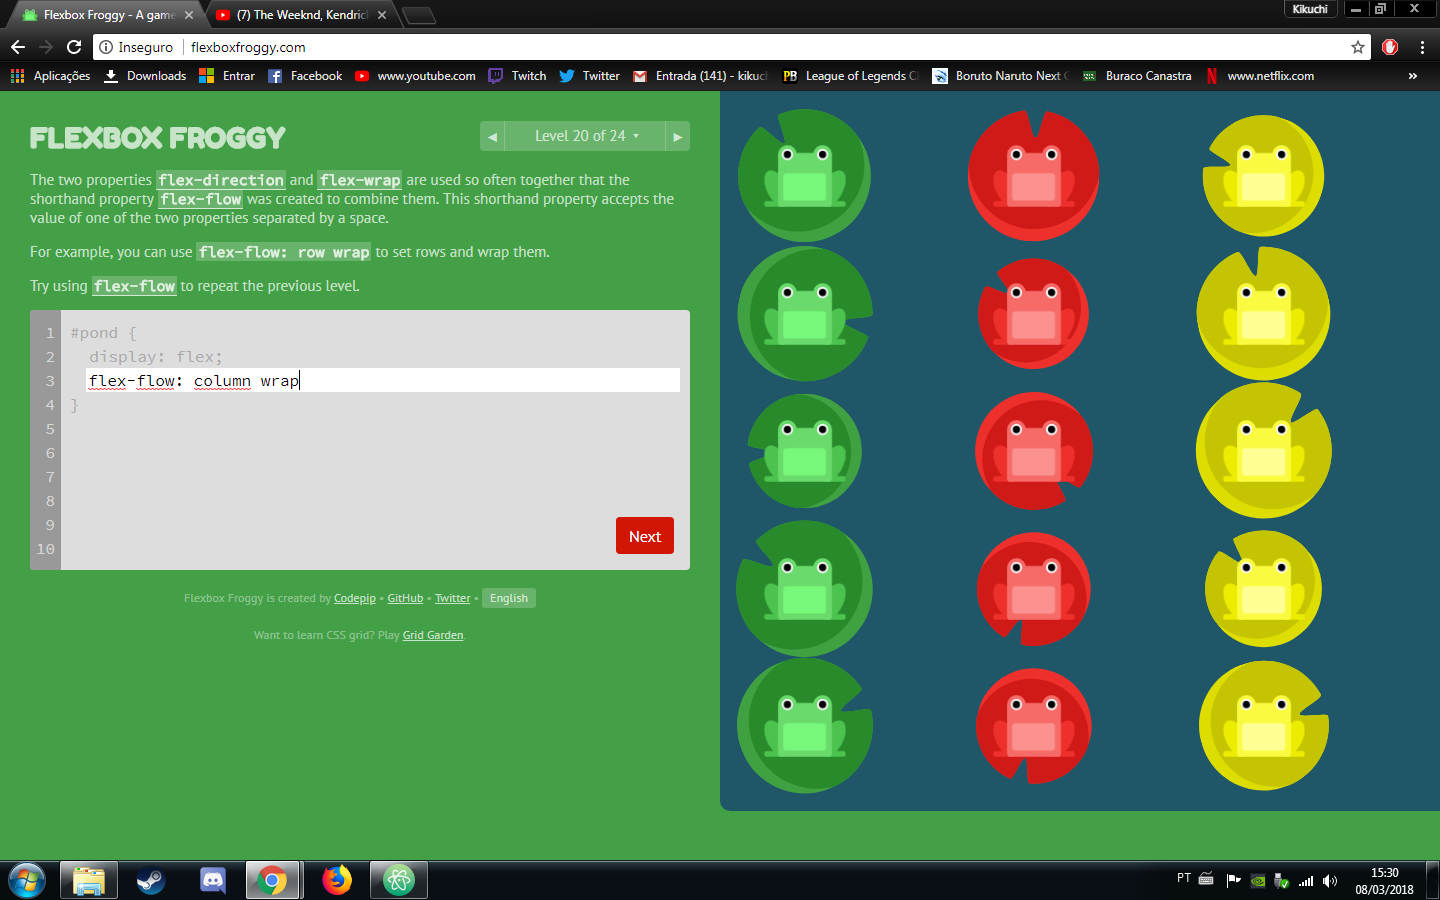 Flexbox Froggy - A game
(7) The Weeknd, Kendric
Kikuchi
Inseguro flexboxfroggy.com
Aplicações Downloads Entrar Facebook www.youtube.com Twitch Twitter Entrada (141) - kikuch PB League of Legends C Boruto Naruto Next G Buraco Canastra www.netflix.com »
FLEXBOX FROGGY
◀ Level 20 of 24 ▶
The two properties flex-direction and flex-wrap are used so often together that the
shorthand property flex-flow was created to combine them. This shorthand property accepts the
value of one of the two properties separated by a space.
For example, you can use flex-flow: row wrap to set rows and wrap them.
Try using flex-flow to repeat the previous level.
1 #pond {
2 display: flex;
3 flex-flow: column wrap
4 }
5
6
7
8
9
10
Next
Flexbox Froggy is created by Codepip • GitHub • Twitter • English
Want to learn CSS grid? Play Grid Garden.
PT
15:30
08/03/2018